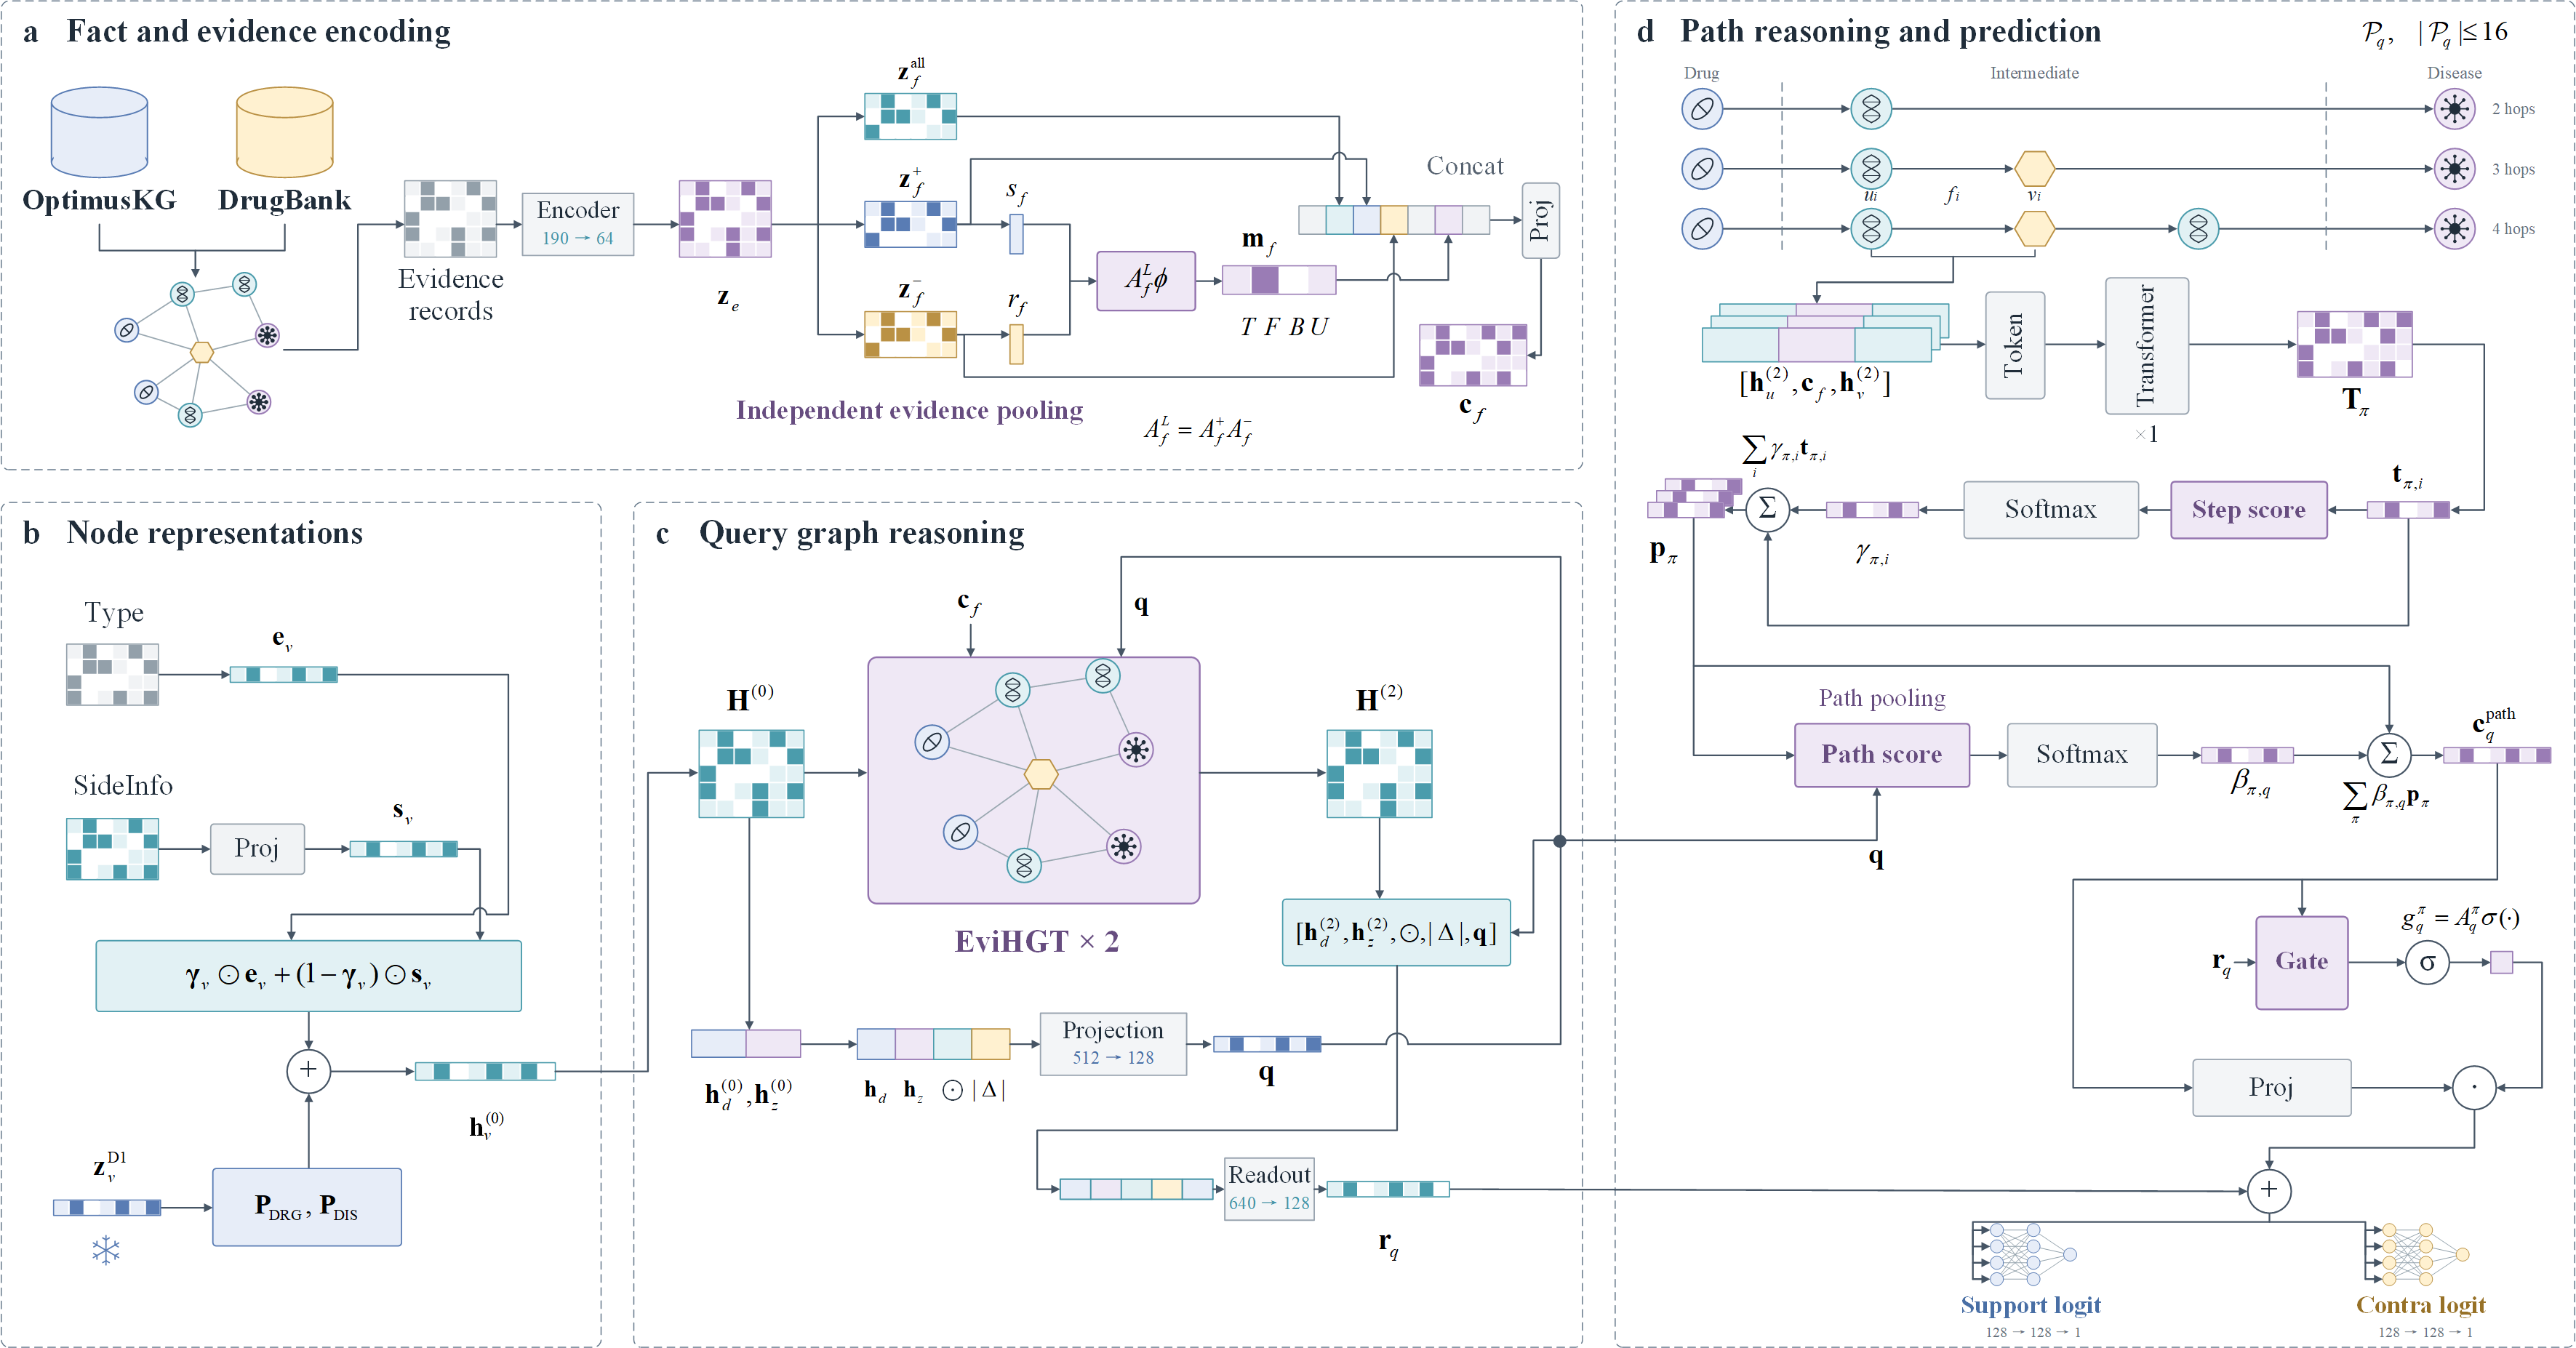 a Fact and evidence encoding
OptimusKG
DrugBank
Evidence
records
Encoder
190 → 64
z_e
z_f^all
z_f^+
z_f^-
s_f
r_f
A_f^L ϕ
m_f
T F B U
Concat
Proj
c_f
Independent evidence pooling
A_f^L = A_f^+ A_f^-
b Node representations
Type
e_v
SideInfo
Proj
s_v
γ_v ⊙ e_v + (1 − γ_v) ⊙ s_v
+
h_v^(0)
z_v^D1
P_DRG , P_DIS
c Query graph reasoning
c_f
q
H^(0)
H^(2)
EviHGT × 2
[h_d^(2), h_z^(2), ⊙, | Δ |, q]
h_d^(0), h_z^(0)
h_d h_z ⊙ | Δ |
Projection
512 → 128
q
Readout
640 → 128
r_q
d Path reasoning and prediction
𝒫_q, | 𝒫_q | ≤ 16
Drug
Intermediate
Disease
2 hops
3 hops
u_i
f_i
v_i
4 hops
[h_u^(2), c_f, h_v^(2)]
Token
Transformer
×1
T_π
∑_i γ_π,i t_π,i
t_π,i
Step score
Softmax
γ_π,i
Σ
p_π
Path pooling
Path score
Softmax
β_π,q
Σ
∑_π β_π,q p_π
c_q^path
q
g_q^π = A_q^π σ(·)
r_q
Gate
σ
Proj
·
+
Support logit
128 → 128 → 1
Contra logit
128 → 128 → 1